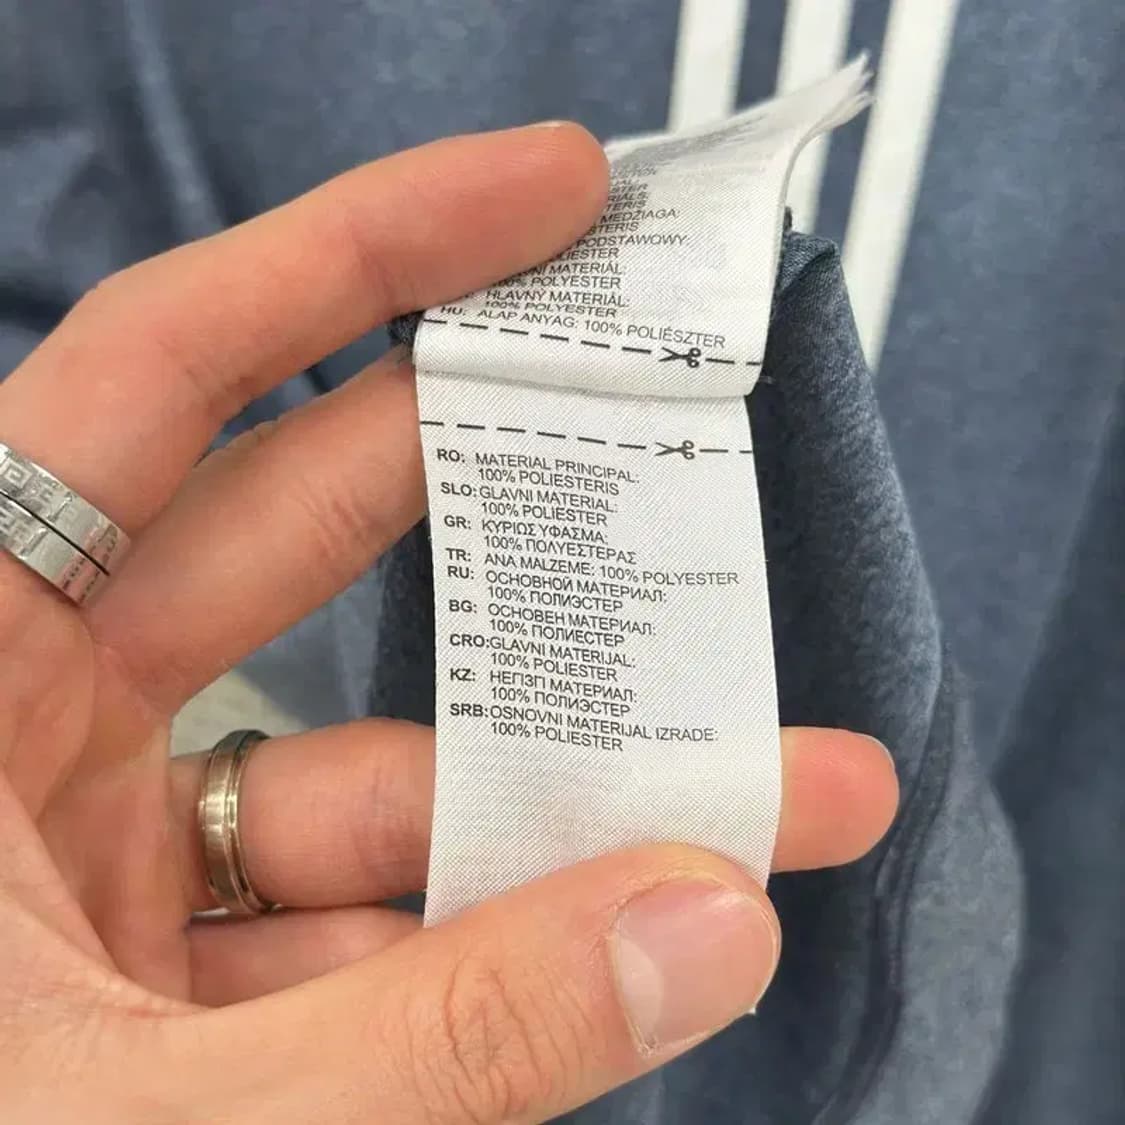 MEDZIAGA:
PODSTAWOWY:
MATERIÁL:
100% POLYESTER
HLAVNÝ MATERIÁL:
100% POLYESTER
HU: ALAP ANYAG: 100% POLIÉSZTER
RO: MATERIAL PRINCIPAL:
100% POLIESTERIS
SLO: GLAVNI MATERIAL:
100% POLIESTER
GR: ΚΥΡΙΩΣ ΥΦΑΣΜΑ:
100% ΠΟΛΥΕΣΤΕΡΑΣ
TR: ANA MALZEME: 100% POLYESTER
RU: ОСНОВНОЙ МАТЕРИАЛ:
100% ПОЛИЭСТЕР
BG: ОСНОВЕН МАТЕРИАЛ:
100% ПОЛИЕСТЕР
CRO: GLAVNI MATERIJAL:
100% POLIESTER
KZ: НЕГІЗГІ МАТЕРИАЛ:
100% ПОЛИЭСТЕР
SRB: OSNOVNI MATERIJAL IZRADE:
100% POLIESTER